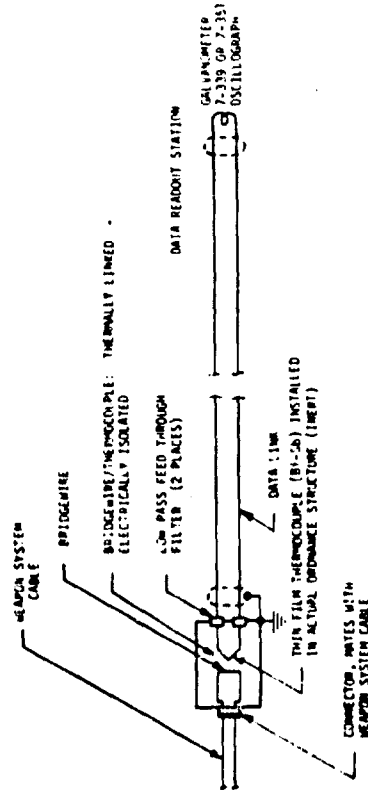 WEAPON SYSTEM
CABLE
BRIDGEWIRE
BRIDGEWIRE/THERMOCOUPLE: THERMALLY LINKED -
ELECTRICALLY ISOLATED
LOW PASS FEED THROUGH
FILTER (2 PLACES)
DATA READOUT STATION
GALVANOMETER
7-339 OR 7-351
OSCILLOGRAPH
DATA LINK
THIN FILM THERMOCOUPLE (Bi-Sb) INSTALLED
IN ACTUAL ORDNANCE STRUCTURE (INERT)
CONNECTOR, MATES WITH
WEAPON SYSTEM CABLE